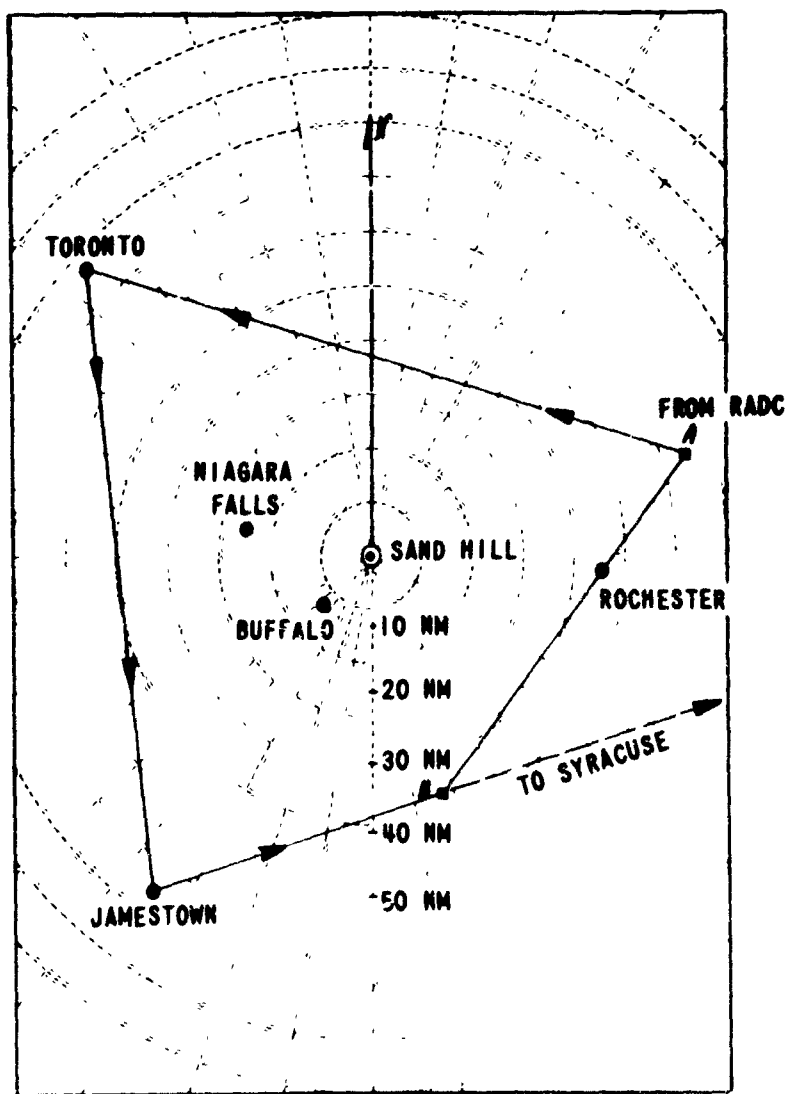 N
TORONTO
FROM RADC
A
NIAGARA
FALLS
SAND HILL
ROCHESTER
BUFFALO
10 NM
20 NM
30 NM
TO SYRACUSE
40 NM
50 NM
JAMESTOWN